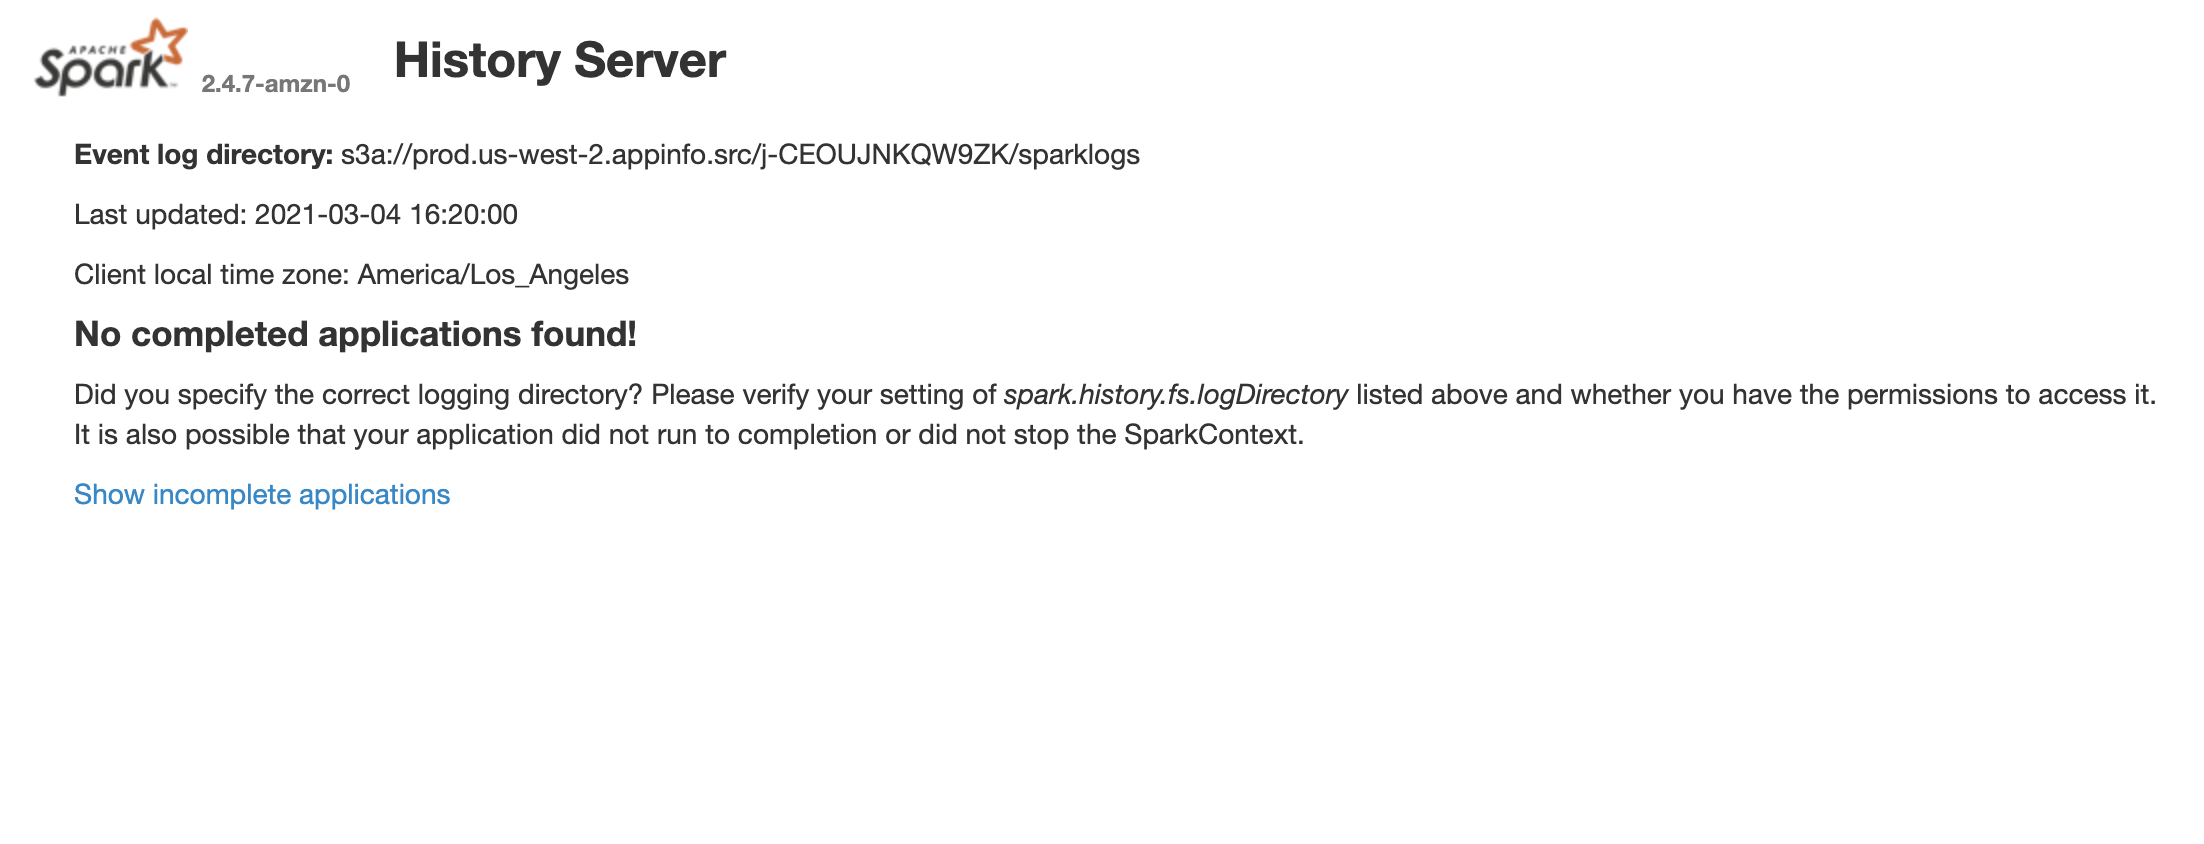 APACHE
Spark™ 2.4.7-amzn-0 History Server
Event log directory: s3a://prod.us-west-2.appinfo.src/j-CEOUJNKQW9ZK/sparklogs
Last updated: 2021-03-04 16:20:00
Client local time zone: America/Los_Angeles
No completed applications found!
Did you specify the correct logging directory? Please verify your setting of spark.history.fs.logDirectory listed above and whether you have the permissions to access it.
It is also possible that your application did not run to completion or did not stop the SparkContext.
Show incomplete applications